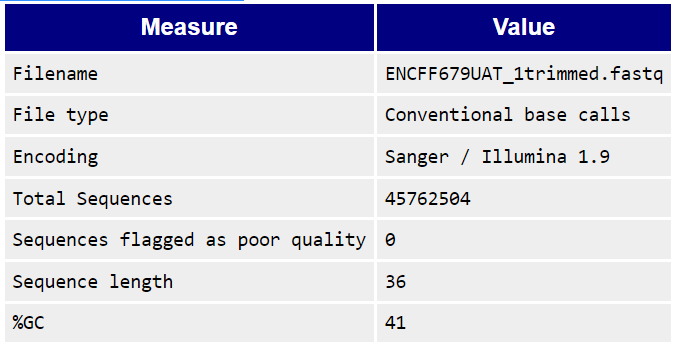 Measure Value
Filename ENCFF679UAT_1trimmed.fastq
File type Conventional base calls
Encoding Sanger / Illumina 1.9
Total Sequences 45762504
Sequences flagged as poor quality 0
Sequence length 36
%GC 41